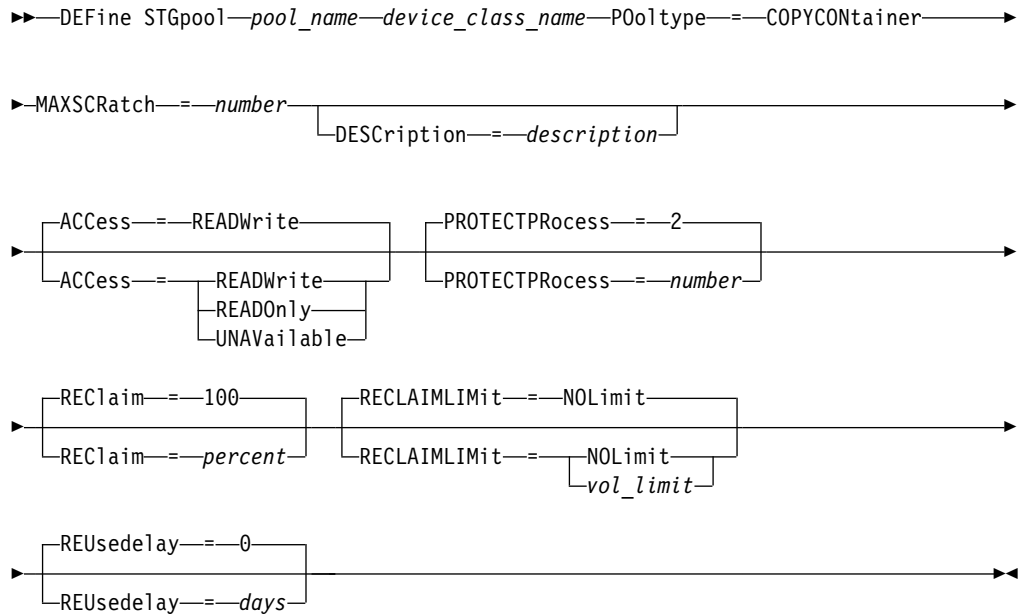 DEFine STGpool pool_name device_class_name POoltype = COPYCONtainer
MAXSCRatch = number
DESCription = description
ACCess = READWrite PROTECTPRocess = 2
ACCess = READWrite PROTECTPRocess = number
READOnly
UNAVailable
REClaim = 100 RECLAIMLIMit = NOLimit
REClaim = percent RECLAIMLIMit = NOLimit
vol_limit
REUsedelay = 0
REUsedelay = days